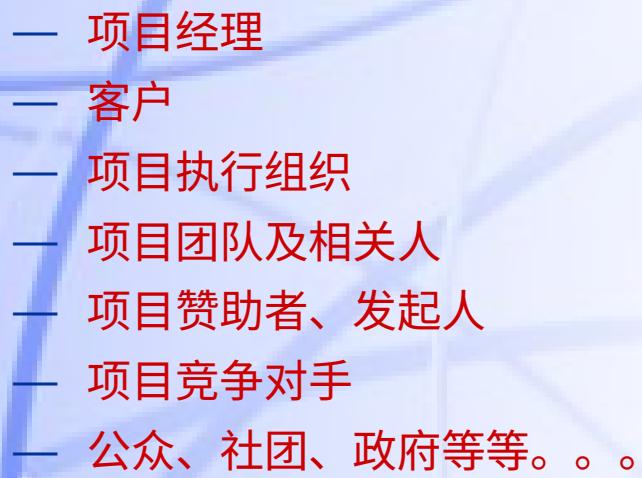 — 项目经理
— 客户
— 项目执行组织
— 项目团队及相关人
— 项目赞助者、发起人
— 项目竞争对手
— 公众、社团、政府等等。。。